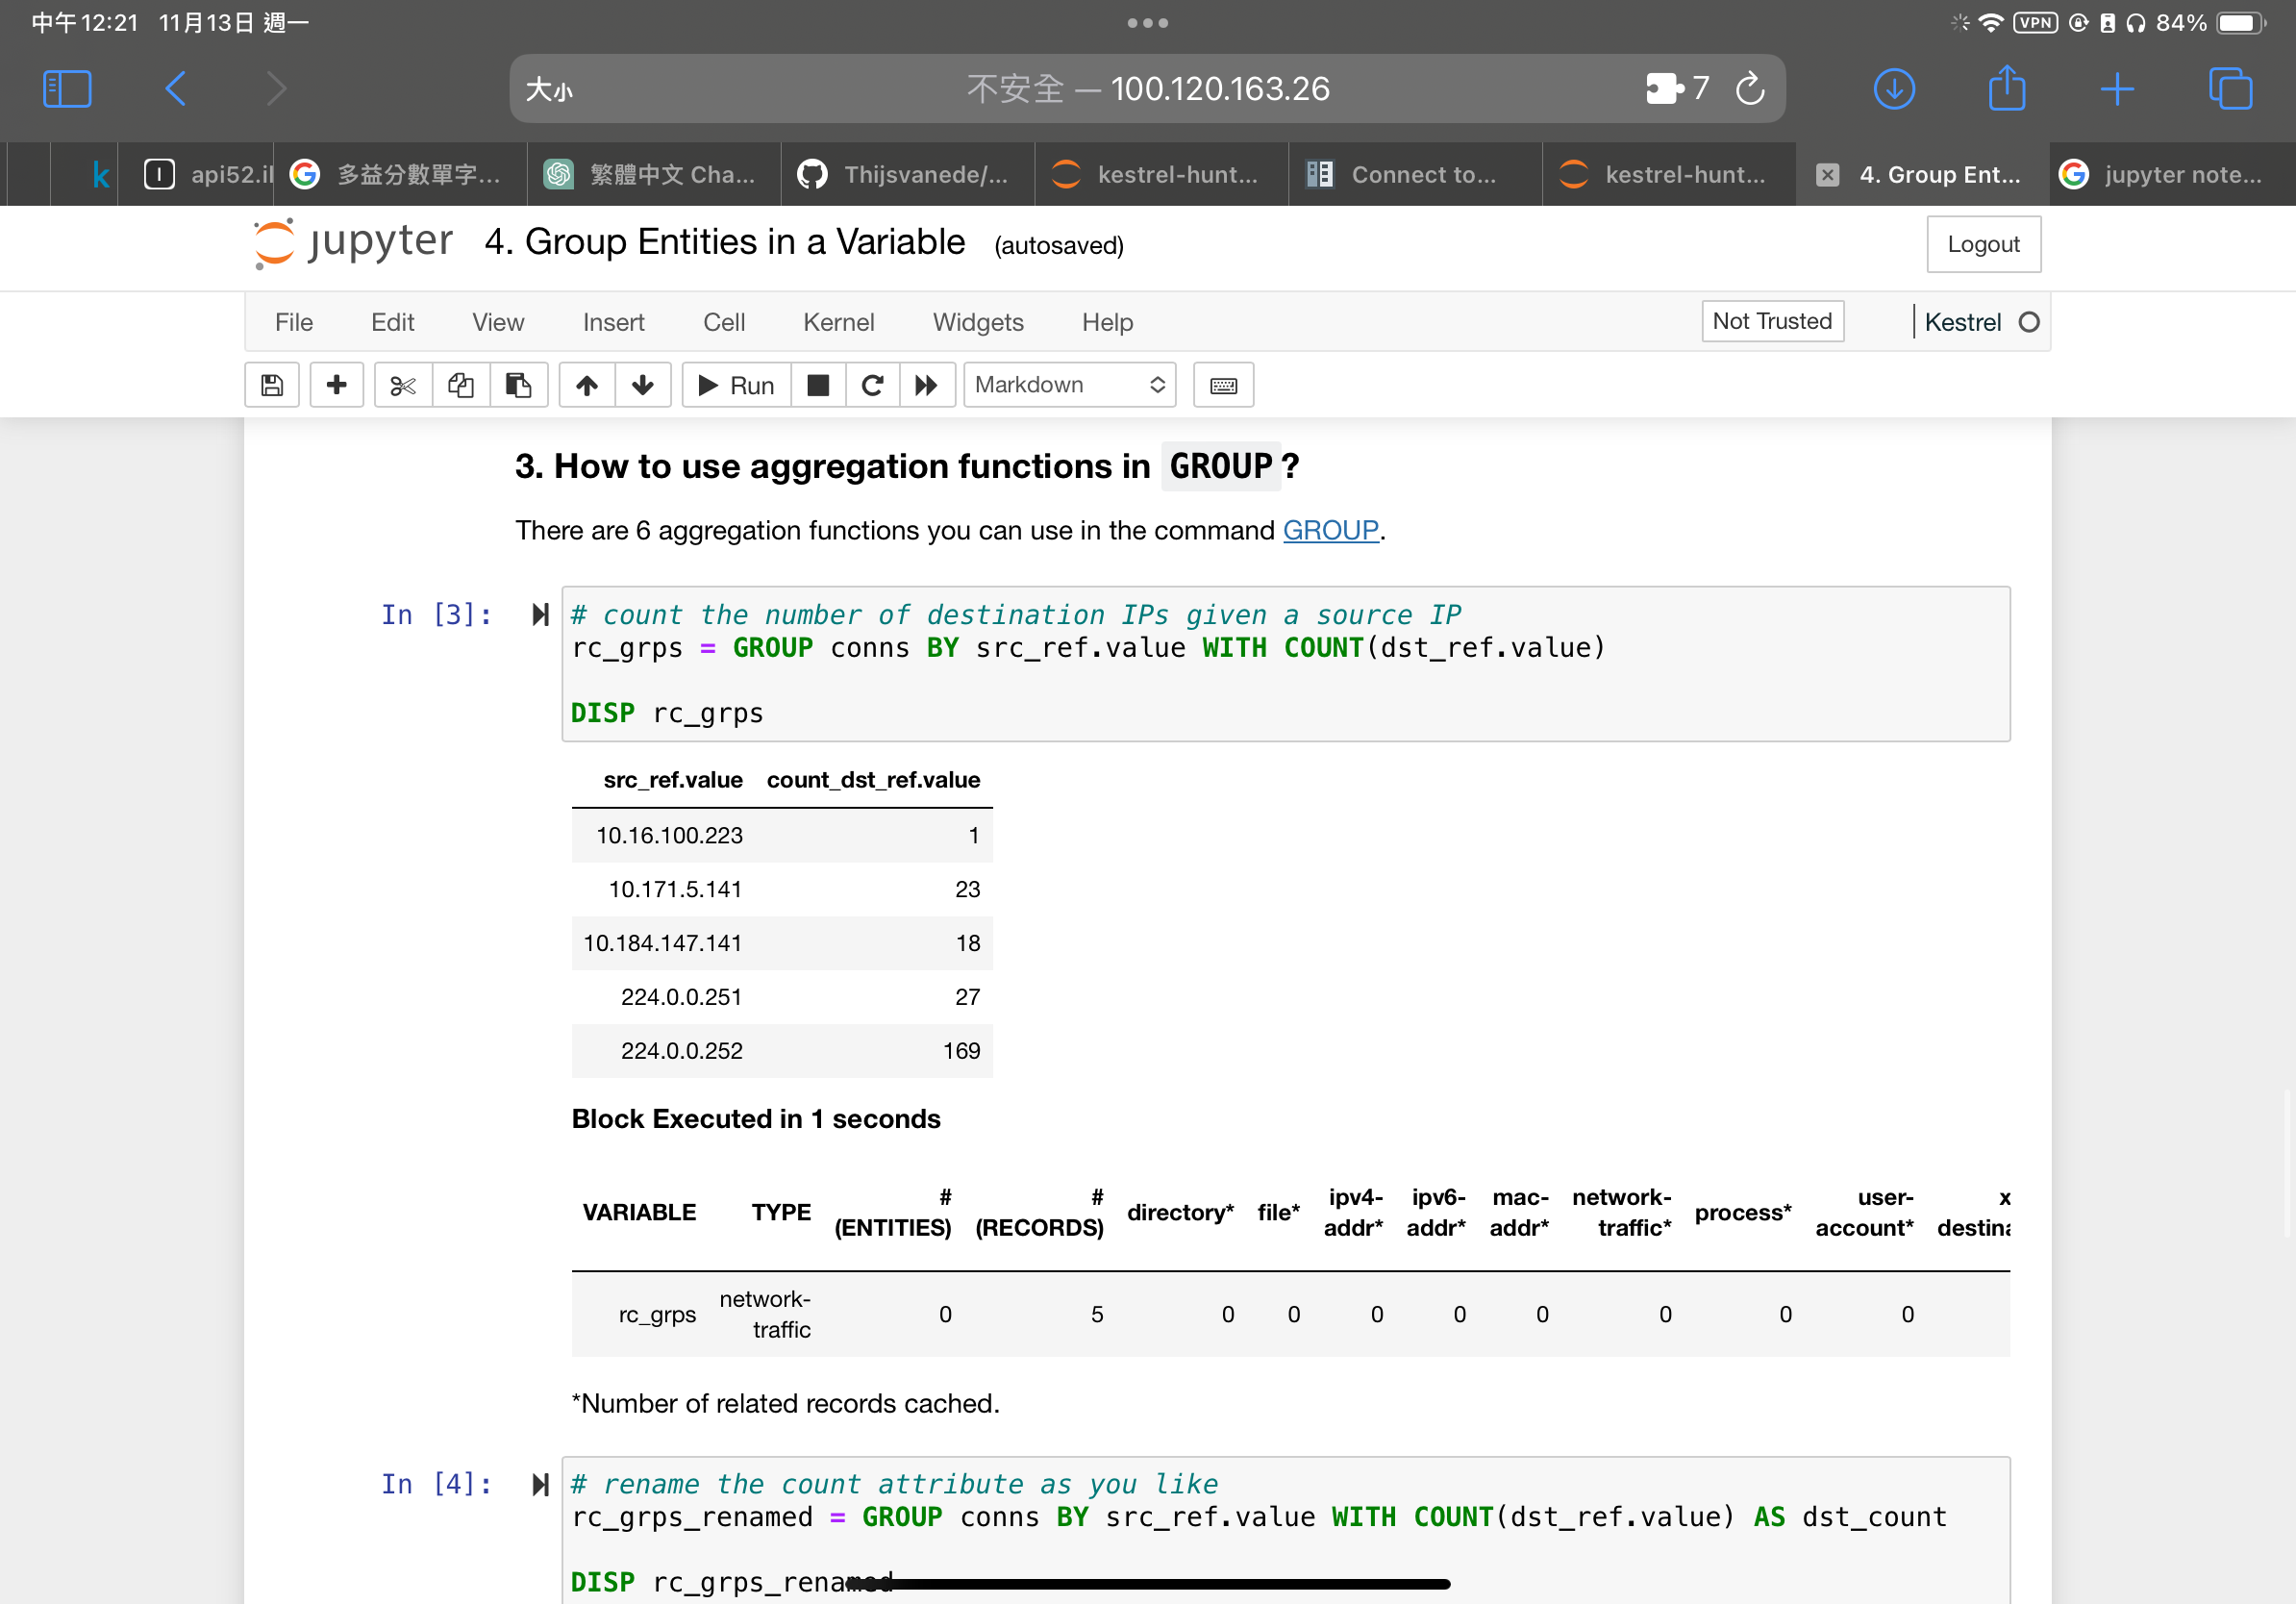 中午12:21 11月13日 週一
VPN 84%
大小 不安全 — 100.120.163.26 7
k
I api52.il
多益分數單字...
繁體中文 Cha...
Thijsvanede/...
kestrel-hunt...
Connect to...
kestrel-hunt...
4. Group Ent...
jupyter note...
jupyter 4. Group Entities in a Variable (autosaved)
Logout
File Edit View Insert Cell Kernel Widgets Help Not Trusted Kestrel
Run Markdown
3. How to use aggregation functions in GROUP?
There are 6 aggregation functions you can use in the command GROUP.
In [3]: # count the number of destination IPs given a source IP
rc_grps = GROUP conns BY src_ref.value WITH COUNT(dst_ref.value)
DISP rc_grps
src_ref.value count_dst_ref.value
10.16.100.223 1
10.171.5.141 23
10.184.147.141 18
224.0.0.251 27
224.0.0.252 169
Block Executed in 1 seconds
VARIABLE TYPE # (ENTITIES) # (RECORDS) directory* file* ipv4-addr* ipv6-addr* mac-addr* network-traffic* process* user-account* x destina
rc_grps network-traffic 0 5 0 0 0 0 0 0 0 0
*Number of related records cached.
In [4]: # rename the count attribute as you like
rc_grps_renamed = GROUP conns BY src_ref.value WITH COUNT(dst_ref.value) AS dst_count
DISP rc_grps_renamed